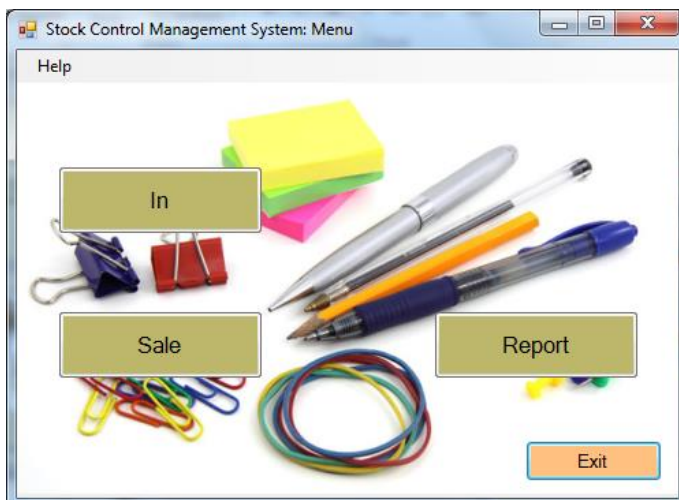 Stock Control Management System: Menu
Help
In
Sale
Report
Exit